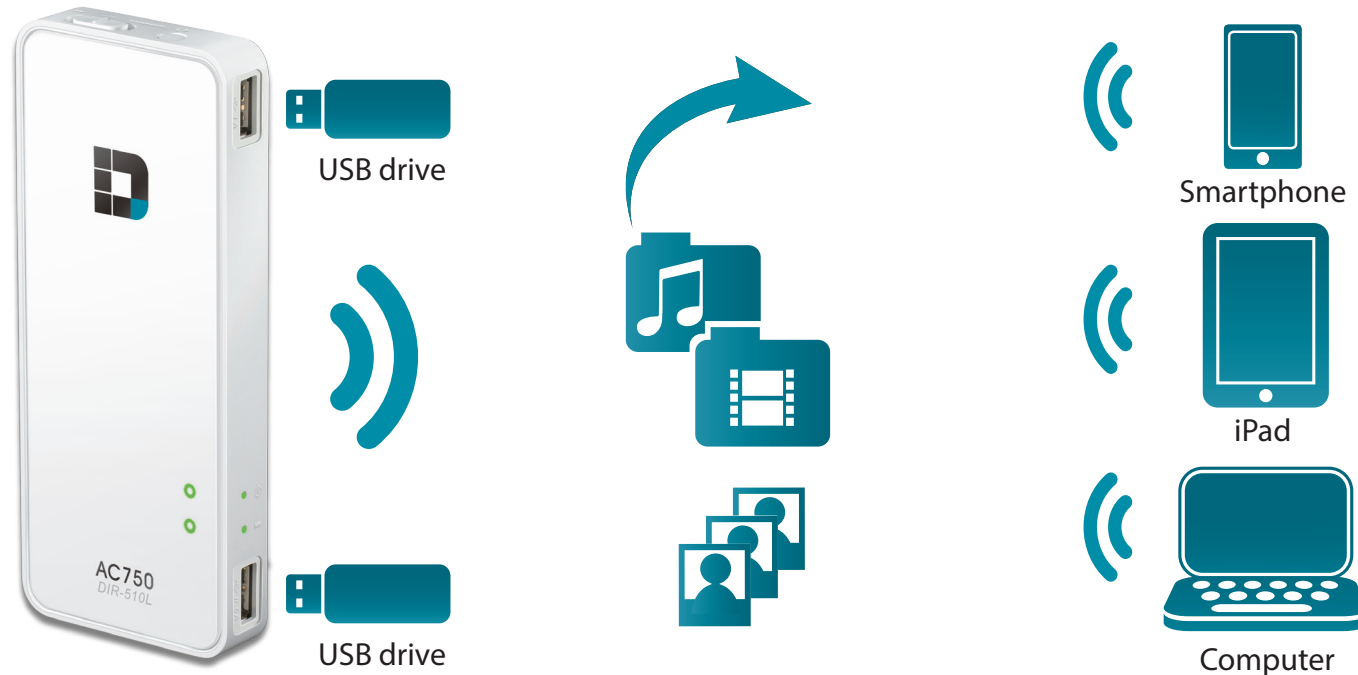 USB drive
Smartphone
iPad
AC750
DIR-510L
USB drive
Computer